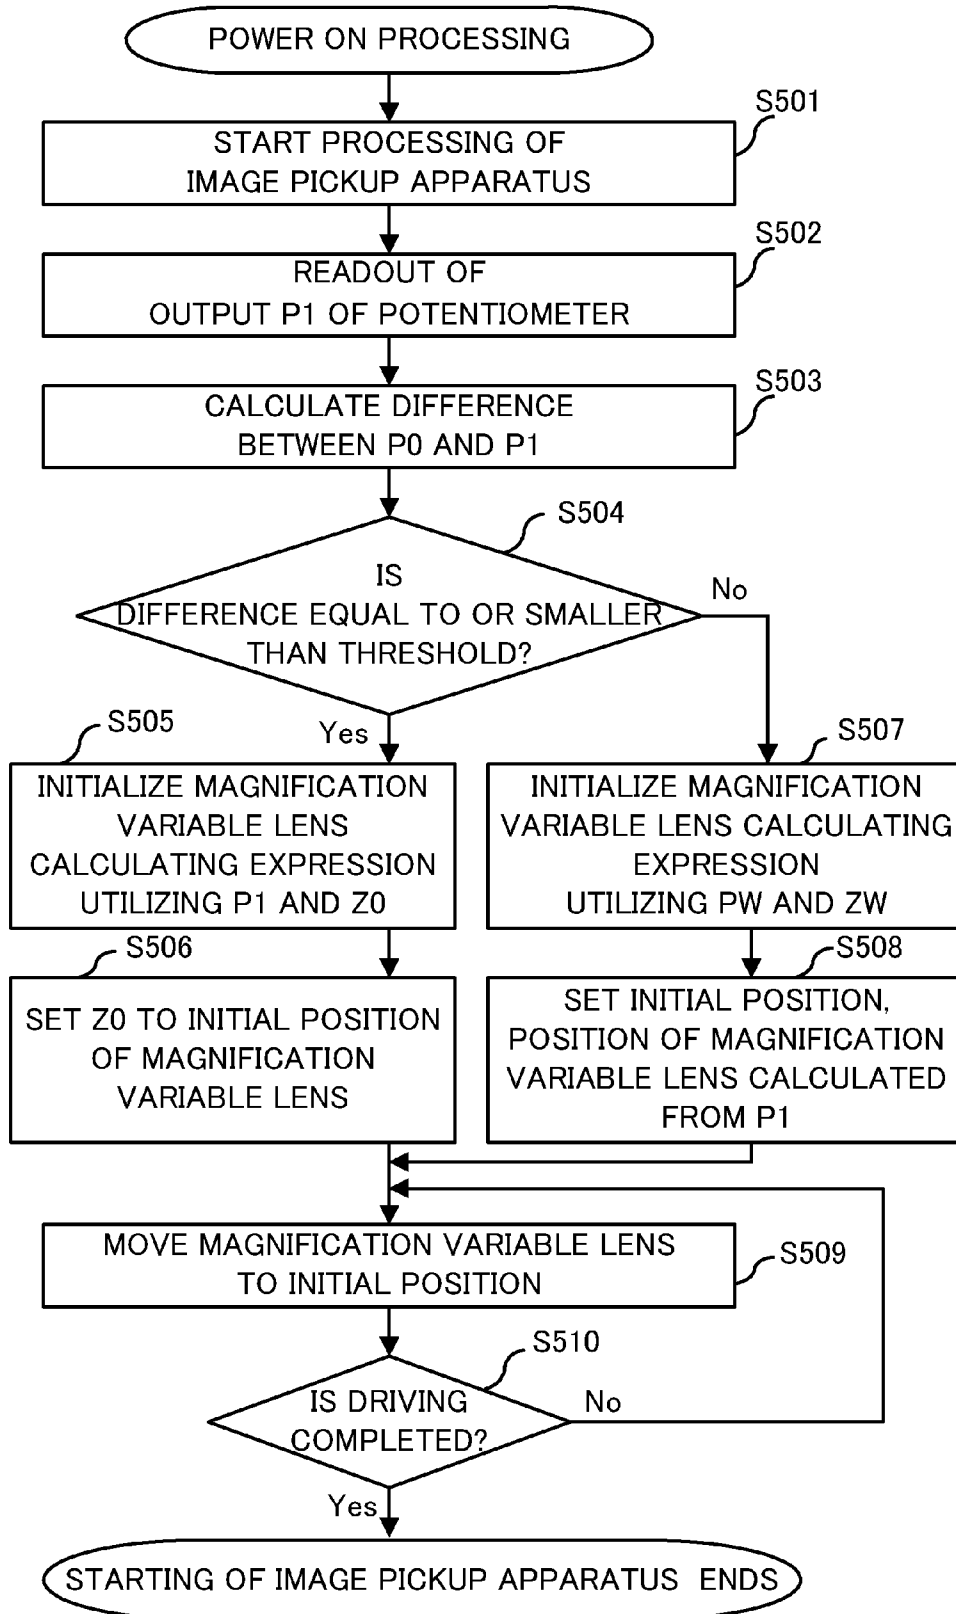 POWER ON PROCESSING
S501
START PROCESSING OF
IMAGE PICKUP APPARATUS
S502
READOUT OF
OUTPUT P1 OF POTENTIOMETER
S503
CALCULATE DIFFERENCE
BETWEEN P0 AND P1
S504
IS
DIFFERENCE EQUAL TO OR SMALLER
THAN THRESHOLD?
No
Yes
S505
INITIALIZE MAGNIFICATION
VARIABLE LENS
CALCULATING EXPRESSION
UTILIZING P1 AND Z0
S507
INITIALIZE MAGNIFICATION
VARIABLE LENS CALCULATING
EXPRESSION
UTILIZING PW AND ZW
S506
SET Z0 TO INITIAL POSITION
OF MAGNIFICATION
VARIABLE LENS
S508
SET INITIAL POSITION,
POSITION OF MAGNIFICATION
VARIABLE LENS CALCULATED
FROM P1
MOVE MAGNIFICATION VARIABLE LENS
TO INITIAL POSITION
S509
S510
IS DRIVING
COMPLETED?
No
Yes
STARTING OF IMAGE PICKUP APPARATUS ENDS